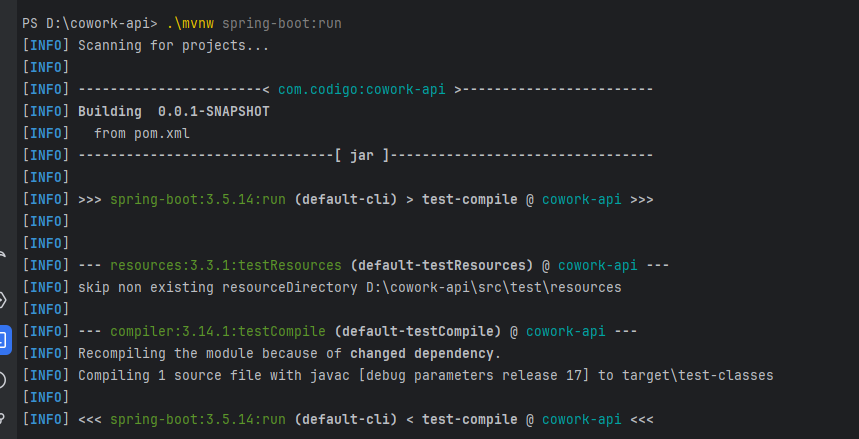 PS D:\cowork-api> .\mvnw spring-boot:run
[INFO] Scanning for projects...
[INFO]
[INFO] -----------------------< com.codigo:cowork-api >------------------------
[INFO] Building  0.0.1-SNAPSHOT
[INFO]   from pom.xml
[INFO] --------------------------------[ jar ]---------------------------------
[INFO]
[INFO] >>> spring-boot:3.5.14:run (default-cli) > test-compile @ cowork-api >>>
[INFO]
[INFO]
[INFO] --- resources:3.3.1:testResources (default-testResources) @ cowork-api ---
[INFO] skip non existing resourceDirectory D:\cowork-api\src\test\resources
[INFO]
[INFO] --- compiler:3.14.1:testCompile (default-testCompile) @ cowork-api ---
[INFO] Recompiling the module because of changed dependency.
[INFO] Compiling 1 source file with javac [debug parameters release 17] to target\test-classes
[INFO]
[INFO] <<< spring-boot:3.5.14:run (default-cli) < test-compile @ cowork-api <<<